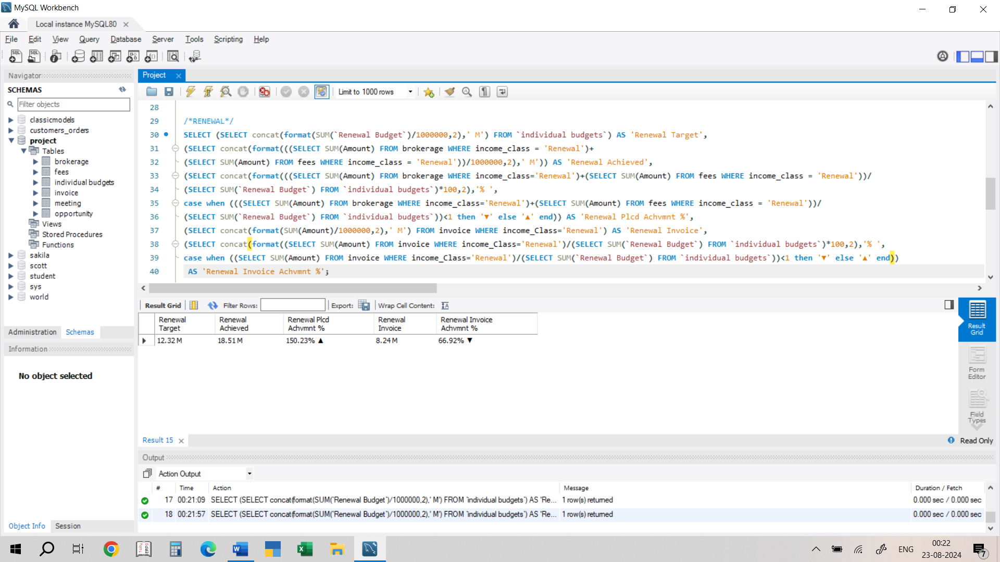 MySQL Workbench
Local instance MySQL80
File Edit View Query Database Server Tools Scripting Help
Navigator
SCHEMAS
Filter objects
classicmodels
customers_orders
project
Tables
brokerage
fees
individual budgets
invoice
meeting
opportunity
Views
Stored Procedures
Functions
sakila
scott
student
sys
world
Administration Schemas
Information
No object selected
Object Info Session
Project
Limit to 1000 rows
28
29 /*RENEWAL*/
30 SELECT (SELECT concat(format(SUM(`Renewal Budget`)/1000000,2),' M') FROM `individual budgets`) AS 'Renewal Target',
31 (SELECT concat(format(((SELECT SUM(Amount) FROM brokerage WHERE income_class = 'Renewal')+
32 (SELECT SUM(Amount) FROM fees WHERE income_class = 'Renewal'))/1000000,2),' M')) AS 'Renewal Achieved',
33 (SELECT concat(format(((SELECT SUM(Amount) FROM brokerage WHERE income_class='Renewal')+(SELECT SUM(Amount) FROM fees WHERE income_class = 'Renewal'))/
34 (SELECT SUM(`Renewal Budget`) FROM `individual budgets`)*100,2),'% ',
35 case when (((SELECT SUM(Amount) FROM brokerage WHERE income_class='Renewal')+(SELECT SUM(Amount) FROM fees WHERE income_class = 'Renewal'))/
36 (SELECT SUM(`Renewal Budget`) FROM `individual budgets`))<1 then '▼' else '▲' end)) AS 'Renewal Plcd Achvmnt %',
37 (SELECT concat(format(SUM(Amount)/1000000,2),' M') FROM invoice WHERE income_Class='Renewal') AS 'Renewal Invoice',
38 (SELECT concat(format((SELECT SUM(Amount) FROM invoice WHERE income_Class='Renewal')/(SELECT SUM(`Renewal Budget`) FROM `individual budgets`)*100,2),'% ',
39 case when ((SELECT SUM(Amount) FROM invoice WHERE income_Class='Renewal')/(SELECT SUM(`Renewal Budget`) FROM `individual budgets`))<1 then '▼' else '▲' end))
40 AS 'Renewal Invoice Achvmnt %';
Result Grid Filter Rows: Export: Wrap Cell Content:
Renewal Target Renewal Achieved Renewal Plcd Achvmnt % Renewal Invoice Renewal Invoice Achvmnt %
12.32 M 18.51 M 150.23% ▲ 8.24 M 66.92% ▼
Result Grid
Form Editor
Field Types
Result 15
Read Only
Output
Action Output
# Time Action Message Duration / Fetch
17 00:21:09 SELECT (SELECT concat(format(SUM(`Renewal Budget`)/1000000,2),' M') FROM `individual budgets`) AS 'Re... 1 row(s) returned 0.000 sec / 0.000 sec
18 00:21:57 SELECT (SELECT concat(format(SUM(`Renewal Budget`)/1000000,2),' M') FROM `individual budgets`) AS 'Re... 1 row(s) returned 0.000 sec / 0.000 sec
ENG
00:22
23-08-2024
7